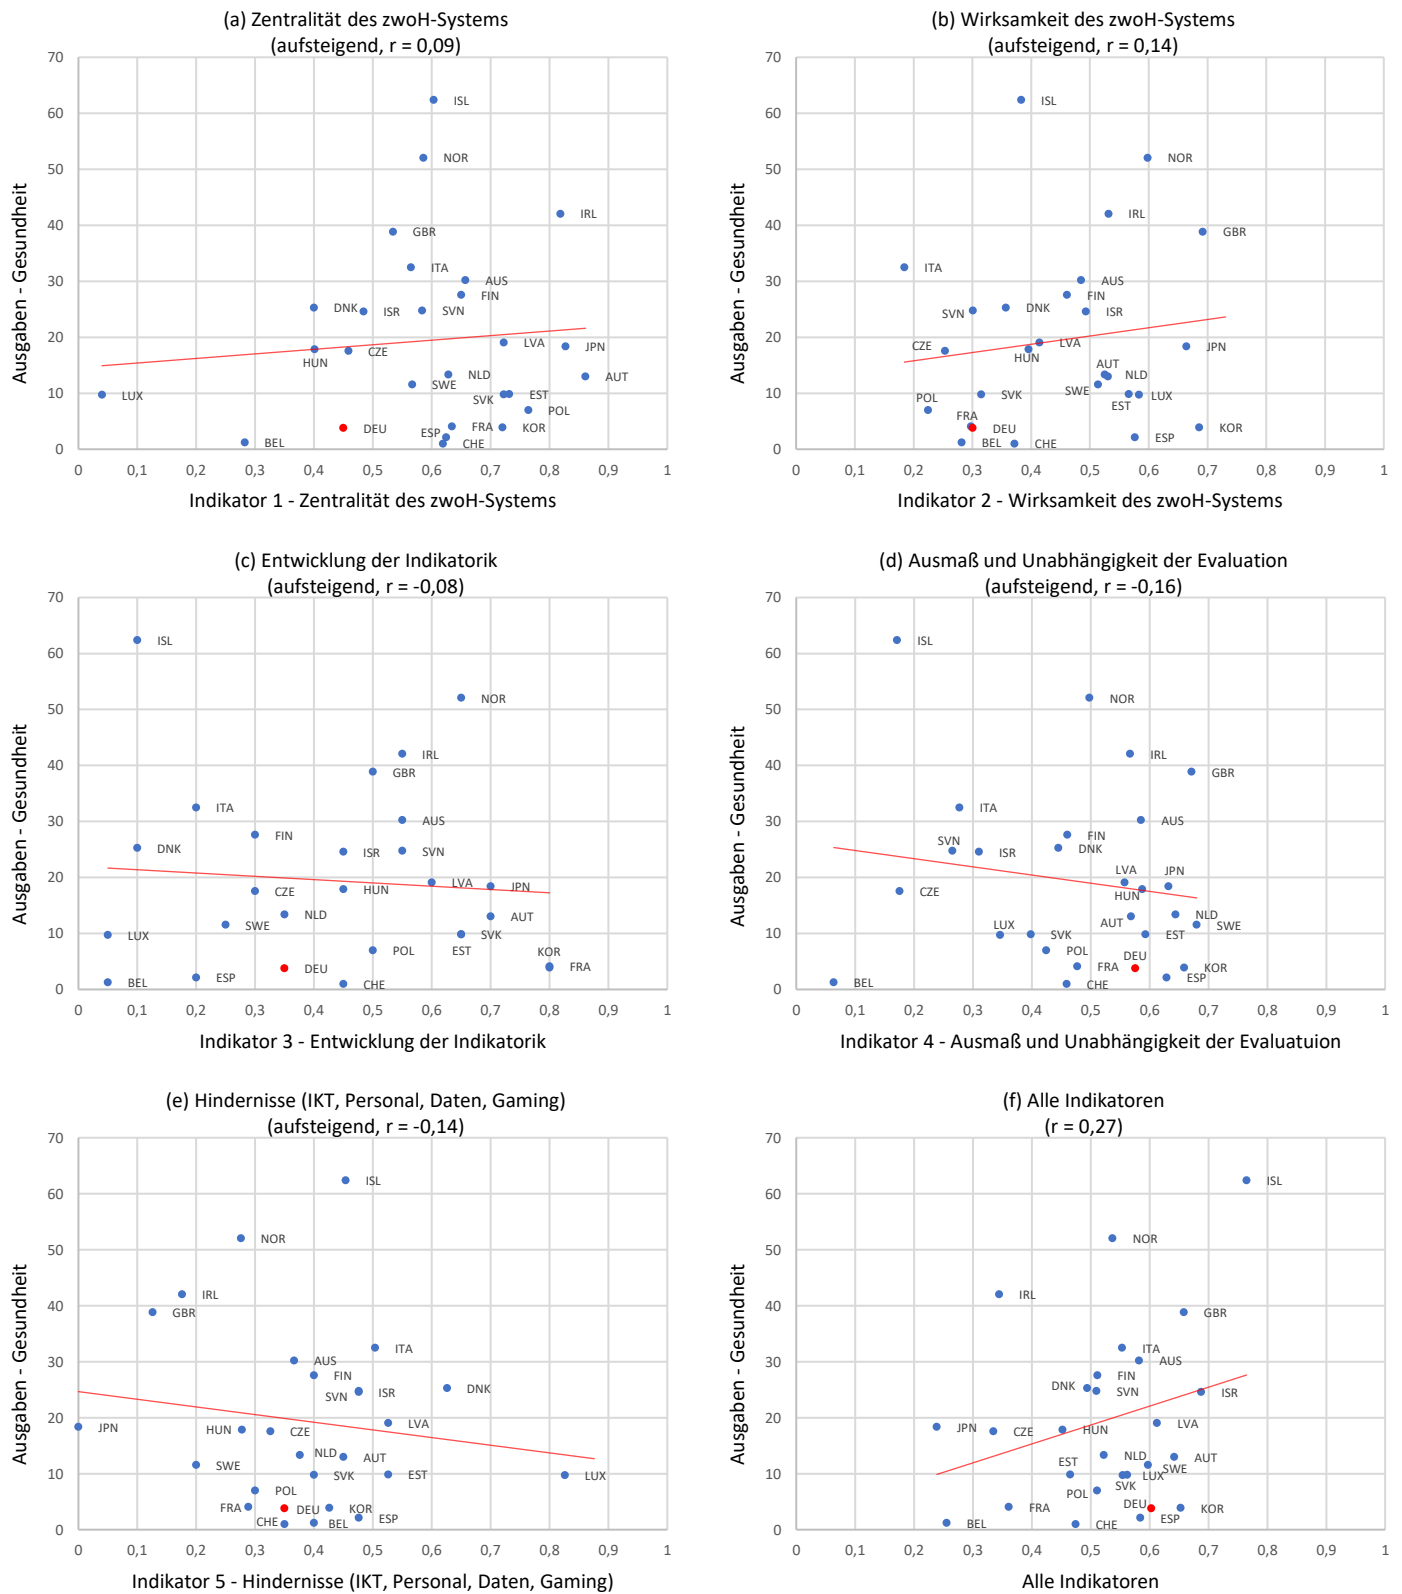 (a) Zentralität des zwoH-Systems
(aufsteigend, r = 0,09)
70
60
50
40
30
20
10
0
Ausgaben - Gesundheit
ISL
NOR
IRL
GBR
ITA
AUS
FIN
DNK
ISR
SVN
LVA
JPN
HUN
CZE
NLD
AUT
SWE
LUX
SVK
EST
POL
DEU
ESP
FRA
KOR
BEL
CHE
0 0,1 0,2 0,3 0,4 0,5 0,6 0,7 0,8 0,9 1
Indikator 1 - Zentralität des zwoH-Systems
(b) Wirksamkeit des zwoH-Systems
(aufsteigend, r = 0,14)
70
60
50
40
30
20
10
0
Ausgaben - Gesundheit
ISL
NOR
IRL
GBR
ITA
AUS
FIN
SVN
DNK
ISR
CZE
HUN
LVA
JPN
AUT
NLD
SWE
POL
SVK
EST
LUX
FRA
DEU
BEL
CHE
ESP
KOR
0 0,1 0,2 0,3 0,4 0,5 0,6 0,7 0,8 0,9 1
Indikator 2 - Wirksamkeit des zwoH-Systems
(c) Entwicklung der Indikatorik
(aufsteigend, r = -0,08)
70
60
50
40
30
20
10
0
Ausgaben - Gesundheit
ISL
NOR
IRL
GBR
ITA
AUS
FIN
DNK
ISR
SVN
CZE
HUN
LVA
JPN
NLD
AUT
SWE
LUX
SVK
POL
EST
KOR
DEU
FRA
BEL
ESP
CHE
0 0,1 0,2 0,3 0,4 0,5 0,6 0,7 0,8 0,9 1
Indikator 3 - Entwicklung der Indikatorik
(d) Ausmaß und Unabhängigkeit der Evaluation
(aufsteigend, r = -0,16)
70
60
50
40
30
20
10
0
Ausgaben - Gesundheit
ISL
NOR
IRL
GBR
ITA
AUS
FIN
SVN
ISR
DNK
LVA
JPN
CZE
HUN
NLD
AUT
SWE
LUX
SVK
EST
POL
DEU
FRA
KOR
ESP
BEL
CHE
0 0,1 0,2 0,3 0,4 0,5 0,6 0,7 0,8 0,9 1
Indikator 4 - Ausmaß und Unabhängigkeit der Evaluatuion
(e) Hindernisse (IKT, Personal, Daten, Gaming)
(aufsteigend, r = -0,14)
70
60
50
40
30
20
10
0
Ausgaben - Gesundheit
ISL
NOR
IRL
GBR
ITA
AUS
FIN
SVN
ISR
DNK
JPN
HUN
CZE
LVA
NLD
AUT
SWE
SVK
EST
LUX
POL
FRA
DEU
KOR
CHE
BEL
ESP
0 0,1 0,2 0,3 0,4 0,5 0,6 0,7 0,8 0,9 1
Indikator 5 - Hindernisse (IKT, Personal, Daten, Gaming)
(f) Alle Indikatoren
(r = 0,27)
70
60
50
40
30
20
10
0
Ausgaben - Gesundheit
ISL
NOR
IRL
GBR
ITA
AUS
FIN
DNK
SVN
ISR
JPN
CZE
HUN
LVA
NLD
AUT
EST
SWE
LUX
SVK
POL
DEU
FRA
KOR
BEL
CHE
ESP
0 0,1 0,2 0,3 0,4 0,5 0,6 0,7 0,8 0,9 1
Alle Indikatoren